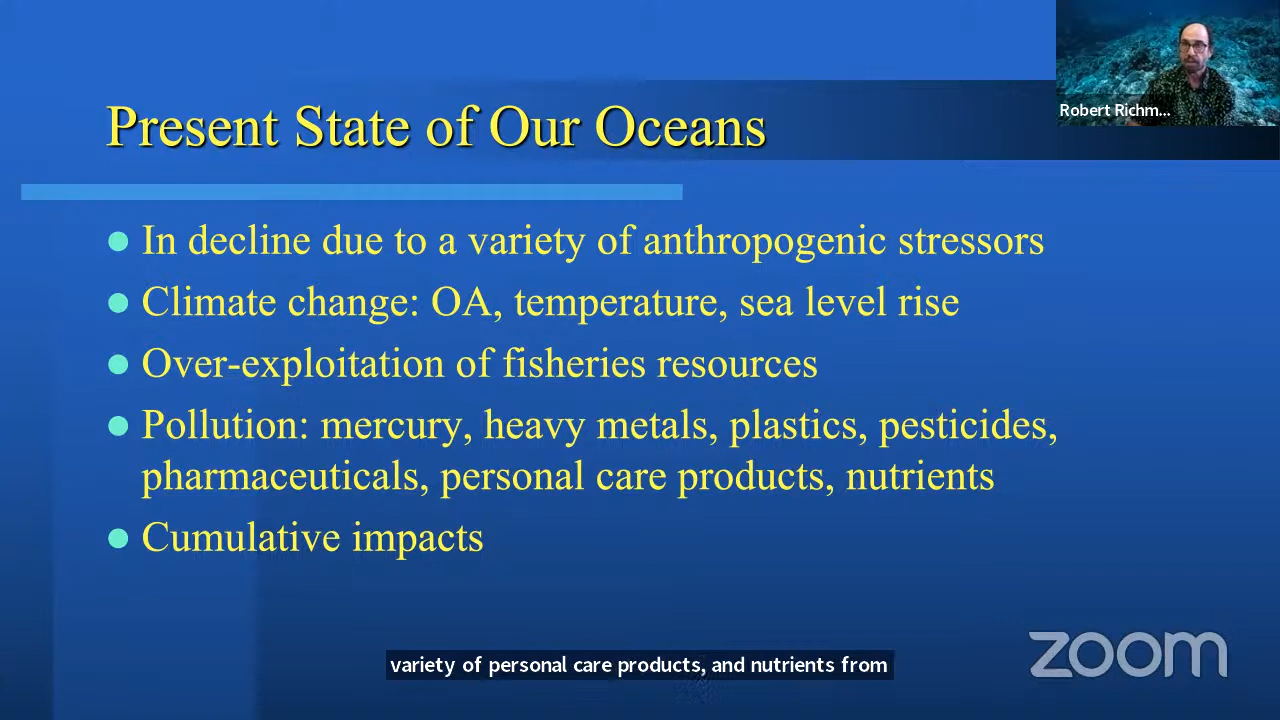 Robert Richm...
Present State of Our Oceans
In decline due to a variety of anthropogenic stressors
Climate change: OA, temperature, sea level rise
Over-exploitation of fisheries resources
Pollution: mercury, heavy metals, plastics, pesticides,
pharmaceuticals, personal care products, nutrients
Cumulative impacts
variety of personal care products, and nutrients from
zoom